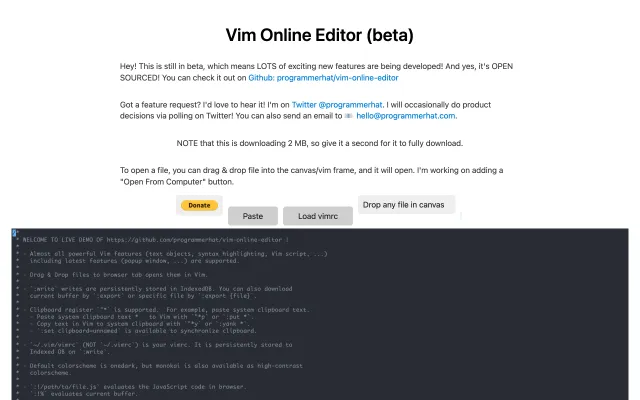 Vim Online Editor (beta)
Hey! This is still in beta, which means LOTS of exciting new features are being developed! And yes, it's OPEN
SOURCED! You can check it out on Github: programmerhat/vim-online-editor
Got a feature request? I'd love to hear it! I'm on Twitter @programmerhat. I will occasionally do product
decisions via polling on Twitter! You can also send an email to 📧 hello@programmerhat.com.
NOTE that this is downloading 2 MB, so give it a second for it to fully download.
To open a file, you can drag & drop file into the canvas/vim frame, and it will open. I'm working on adding a
"Open From Computer" button.
Donate
Paste
Load vimrc
Drop any file in canvas
* WELCOME TO LIVE DEMO OF https://github.com/programmerhat/vim-online-editor !
*
* - Almost all powerful Vim features (text objects, syntax highlighting, Vim script, ...)
*   including latest features (popup window, ...) are supported.
*
* - Drag & Drop files to browser tab opens them in Vim.
*
* - `:write` writes are persistently stored in IndexedDB. You can also download
*   current buffer by `:export` or specific file by `:export {file}`.
*
* - Clipboard register `"*` is supported.  For example, paste system clipboard text.
*   - Paste system clipboard text *  to Vim with `"*p` or `:put *`.
*   - Copy text in Vim to system clipboard with `"*y` or `:yank *`.
*   - `:set clipboard=unnamed` is available to synchronize clipboard.
*
* - `~/.vim/vimrc` (NOT `~/.vimrc`) is your vimrc. It is persistently stored to
*   Indexed DB on `:write`.
*
* - Default colorscheme is onedark, but monokai is also available as high-contrast
*   colorscheme.
*
* - `:!/path/to/file.js` evaluates the JavaScript code in browser.
*   `:!%` evaluates current buffer.